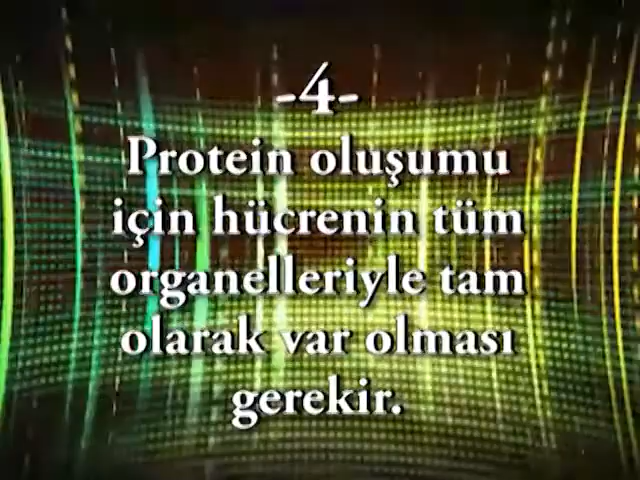 -4-
Protein oluşumu
için hücrenin tüm
organelleriyle tam
olarak var olması
gerekir.